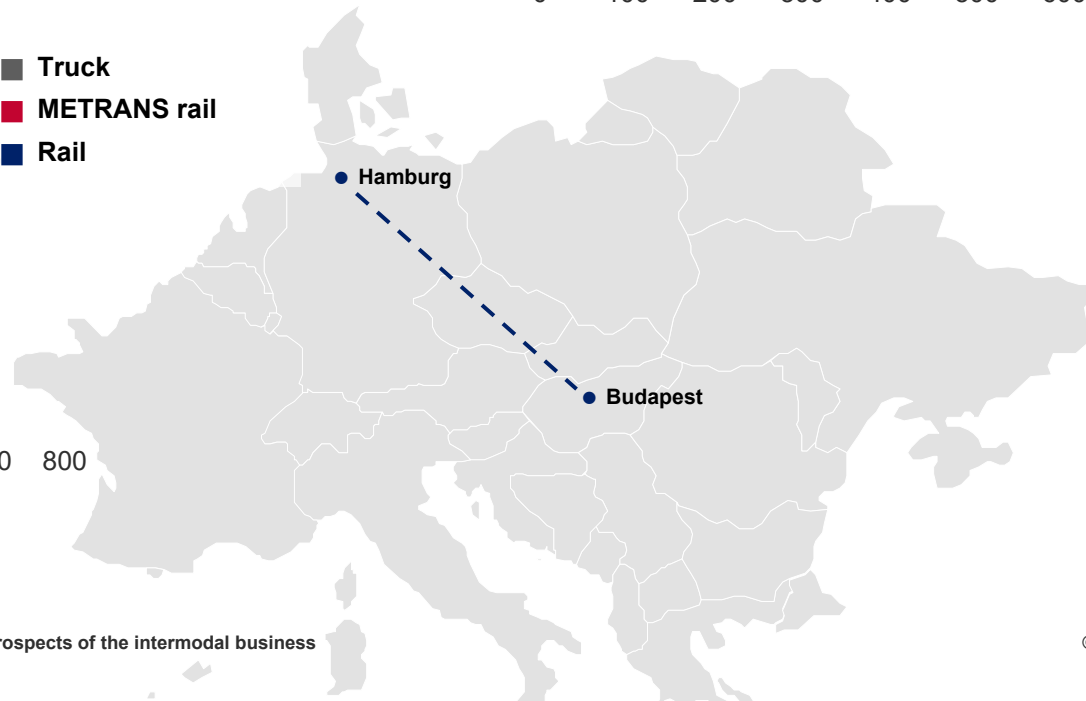 Truck
METRANS rail
Rail
Hamburg
Budapest
800
rospects of the intermodal business
©